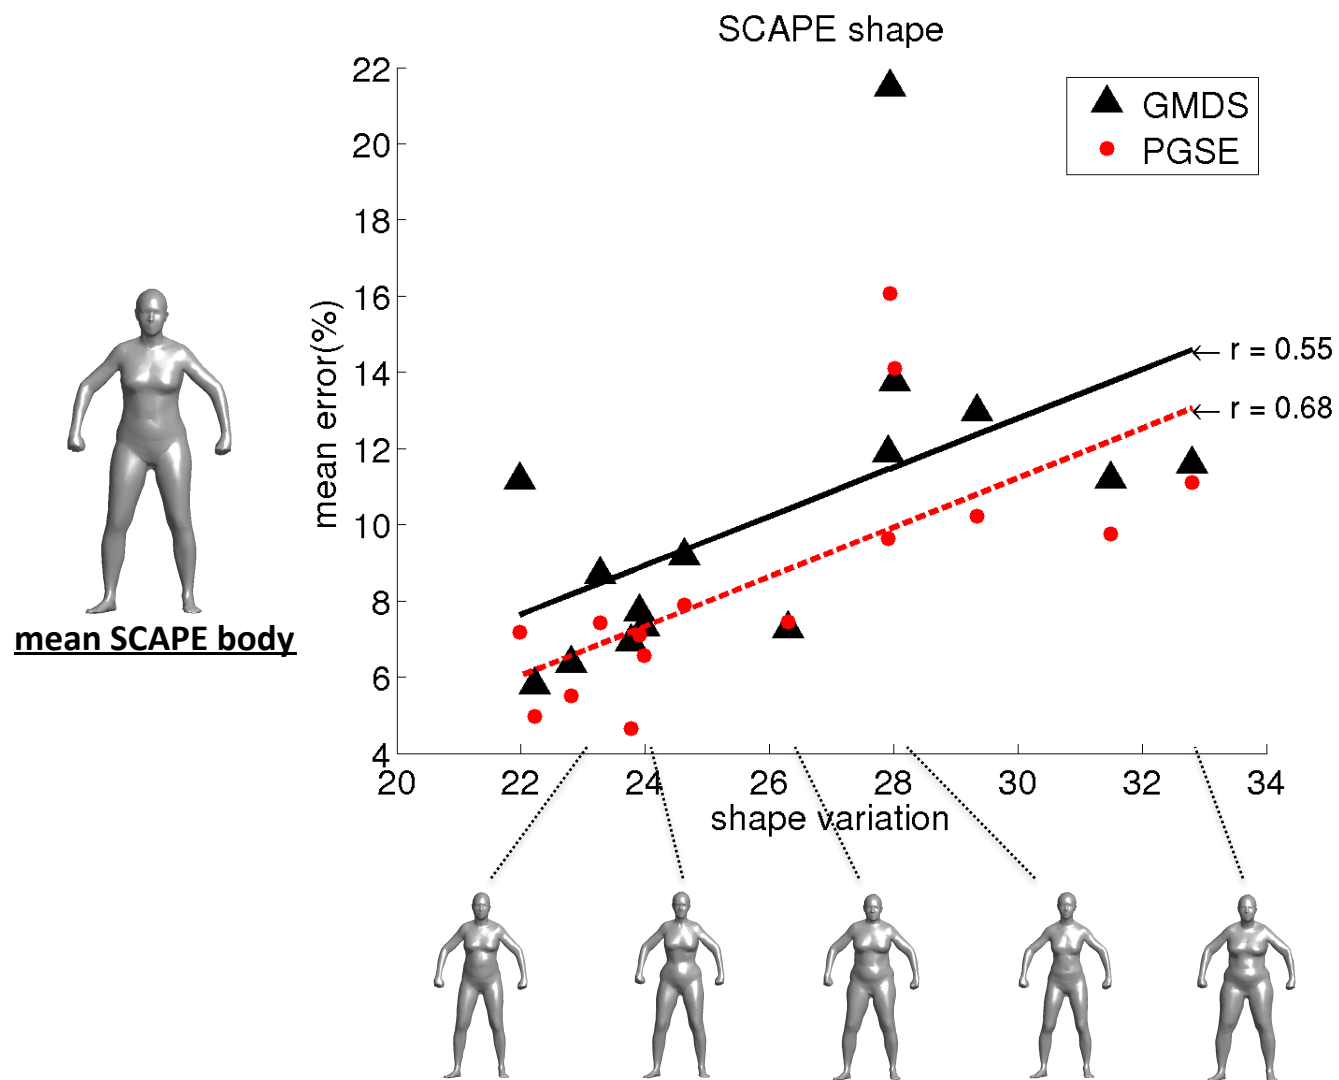 SCAPE shape
22
20
18
16
14
12
10
8
6
4
mean error(%)
GMDS
PGSE
← r = 0.55
← r = 0.68
mean SCAPE body
20 22 24 26 28 30 32 34
shape variation